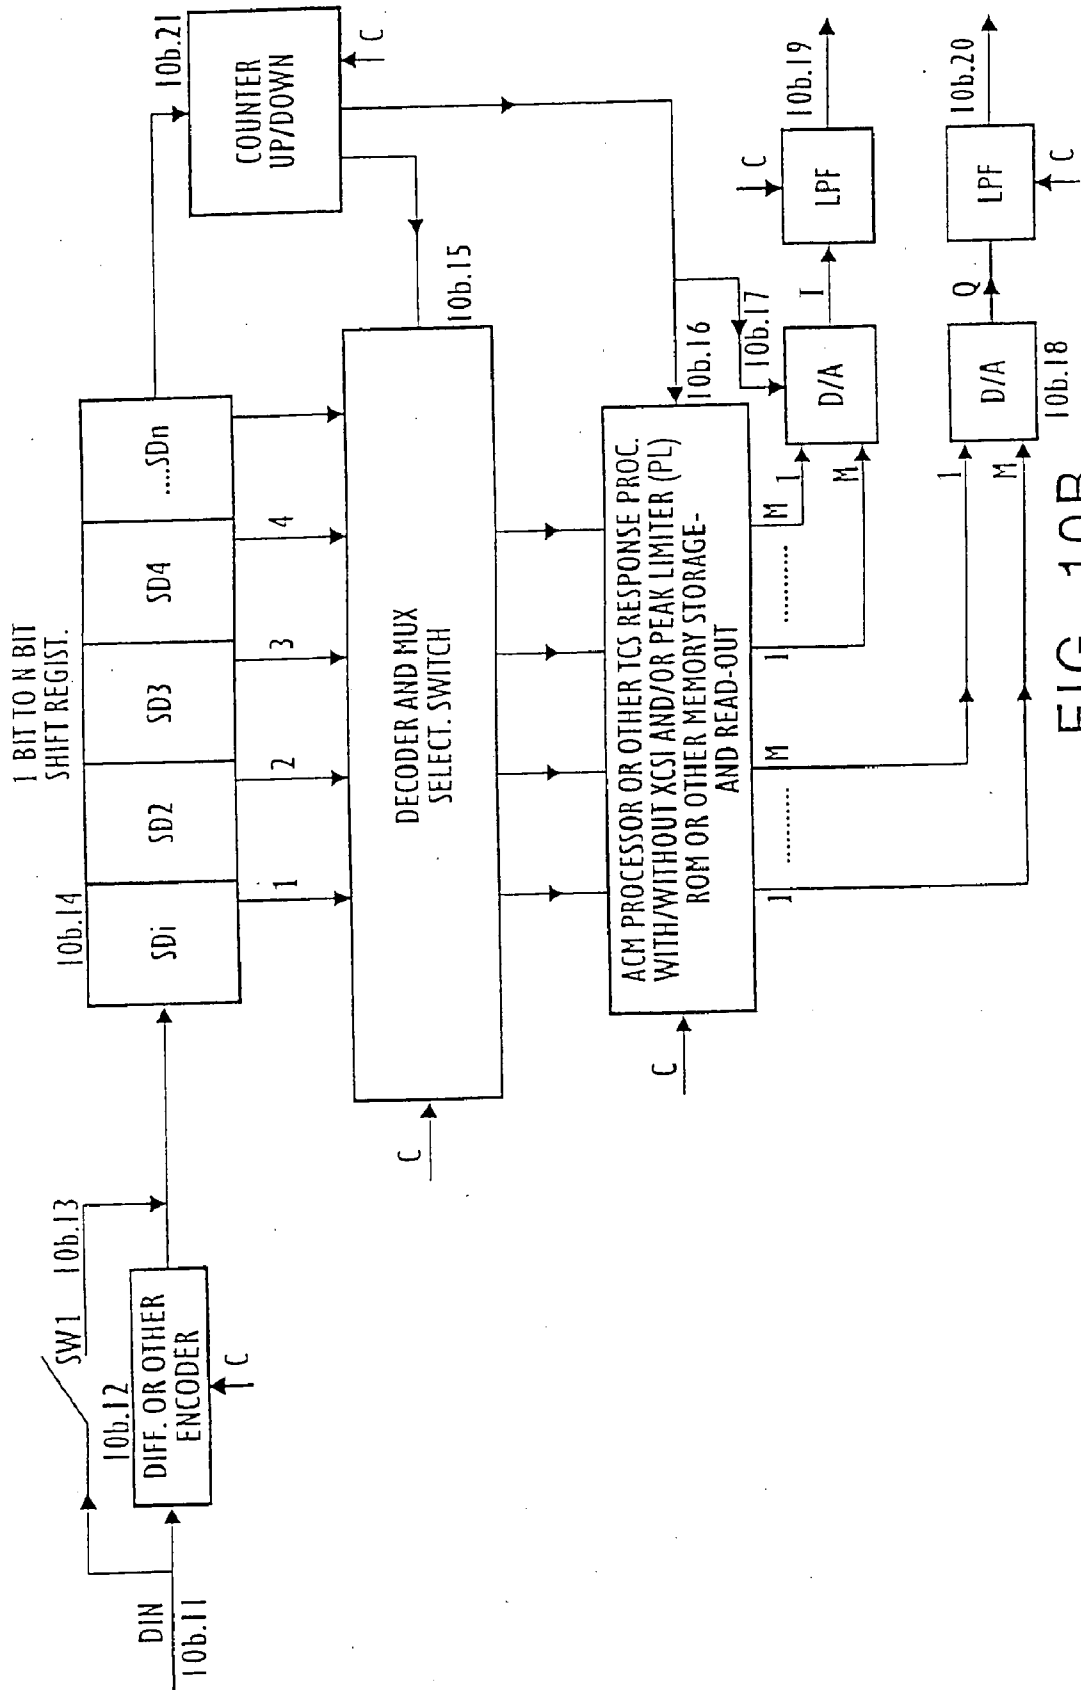 DIN
10b.11
SW1
10b.13
10b.12
DIFF. OR OTHER
ENCODER
C
1 BIT TO N BIT
SHIFT REGIST.
10b.14
SDi
SD2
SD3
SD4
.....SDn
10b.21
COUNTER
UP/DOWN
C
1
2
3
4
10b.15
DECODER AND MUX
SELECT. SWITCH
C
10b.16
ACM PROCESSOR OR OTHER TCS RESPONSE PROC.
WITH/WITHOUT XCSI AND/OR PEAK LIMITER (PL)
ROM OR OTHER MEMORY STORAGE-
AND READ-OUT
C
1 ........... M
1 ........... M
10b.17
1
M
D/A
I
C
LPF
10b.19
1
M
D/A
10b.18
Q
LPF
C
10b.20
FIG 10B